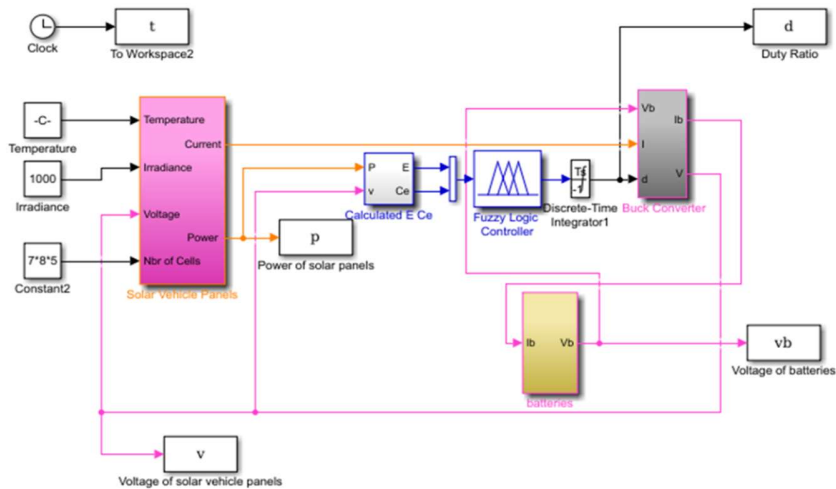 t
Clock
To Workspace2
d
Duty Ratio
-C-
Temperature
1000
Irradiance
7*8*5
Constant2
Temperature
Irradiance
Voltage
Nbr of Cells
Current
Power
Solar Vehicle Panels
p
Power of solar panels
P
v
E
Ce
Calculated E Ce
Fuzzy Logic
Controller
Discrete-Time
Integrator1
Vb
I
d
Ib
V
Buck Converter
Ib
Vb
batteries
vb
Voltage of batteries
v
Voltage of solar vehicle panels